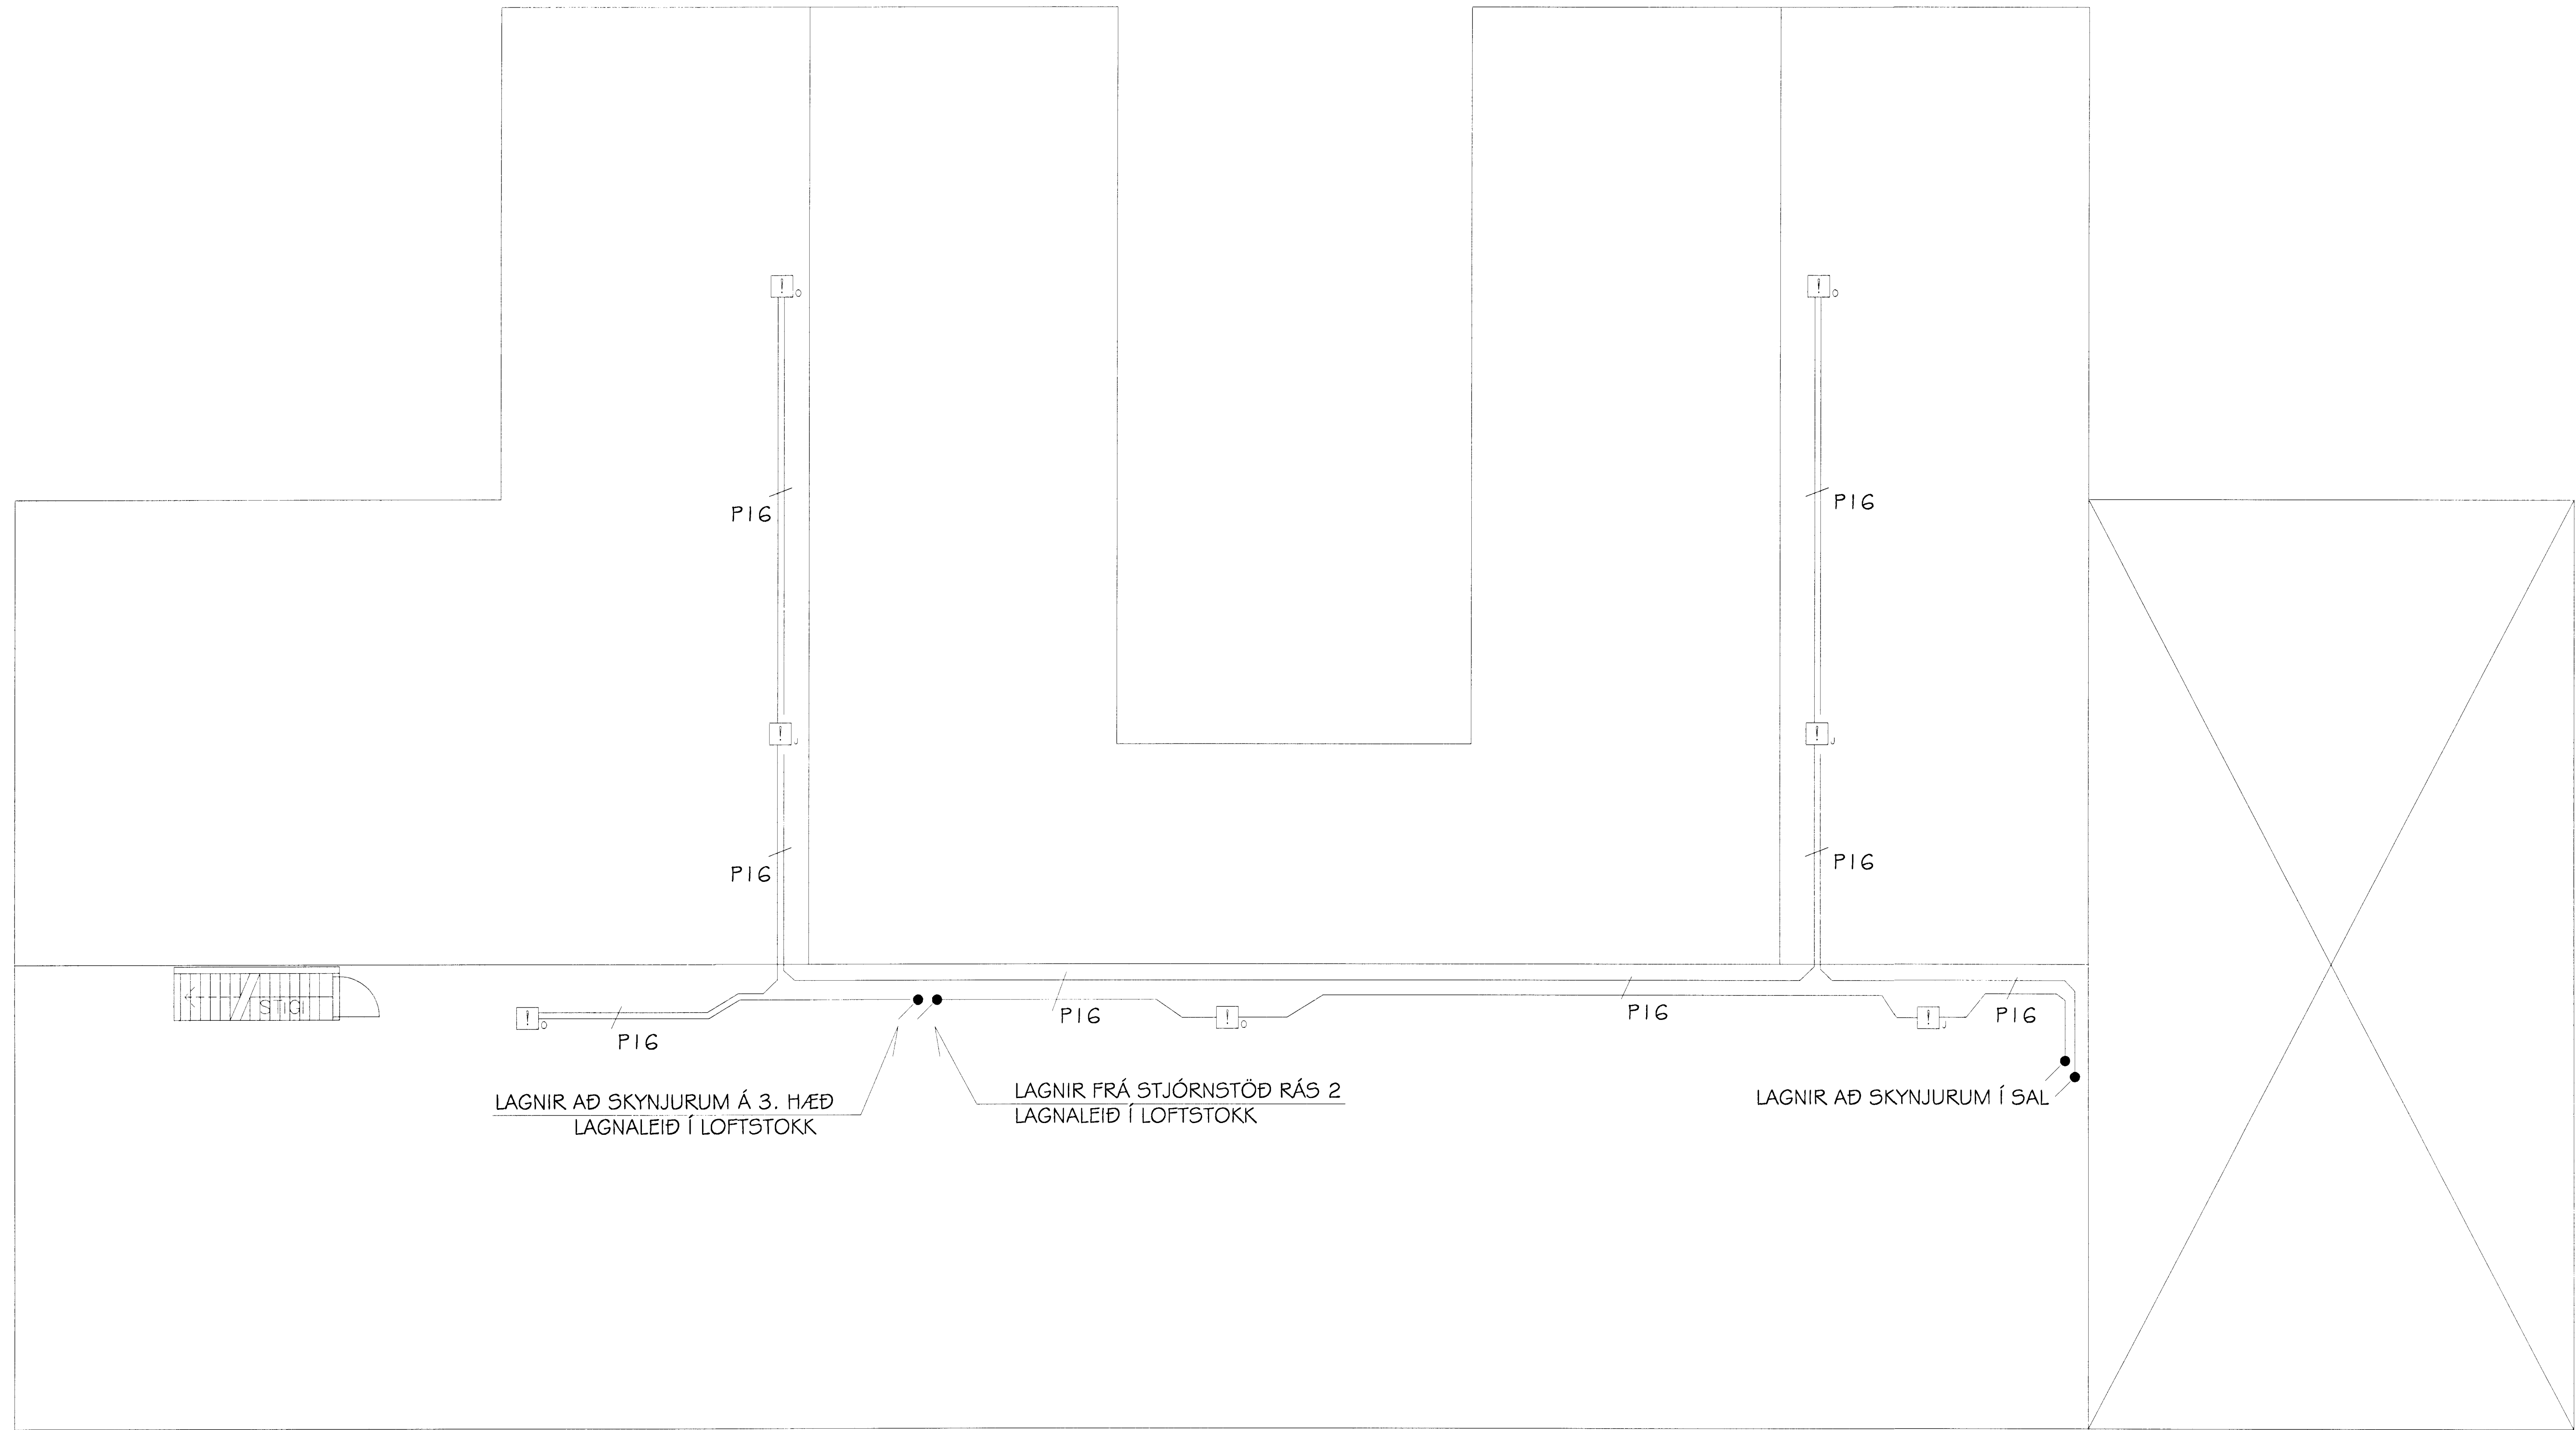 ! O
! O
P16
P16
! J
! J
P16
P16
STIGI
! O
P16
P16
! O
P16
! J
P16
LAGNIR AÐ SKYNJURUM Á 3. HÆÐ
LAGNALEIÐ Í LOFTSTOKK
LAGNIR FRÁ STJÓRNSTÖÐ RÁS 2
LAGNALEIÐ Í LOFTSTOKK
LAGNIR AÐ SKYNJURUM Í SAL